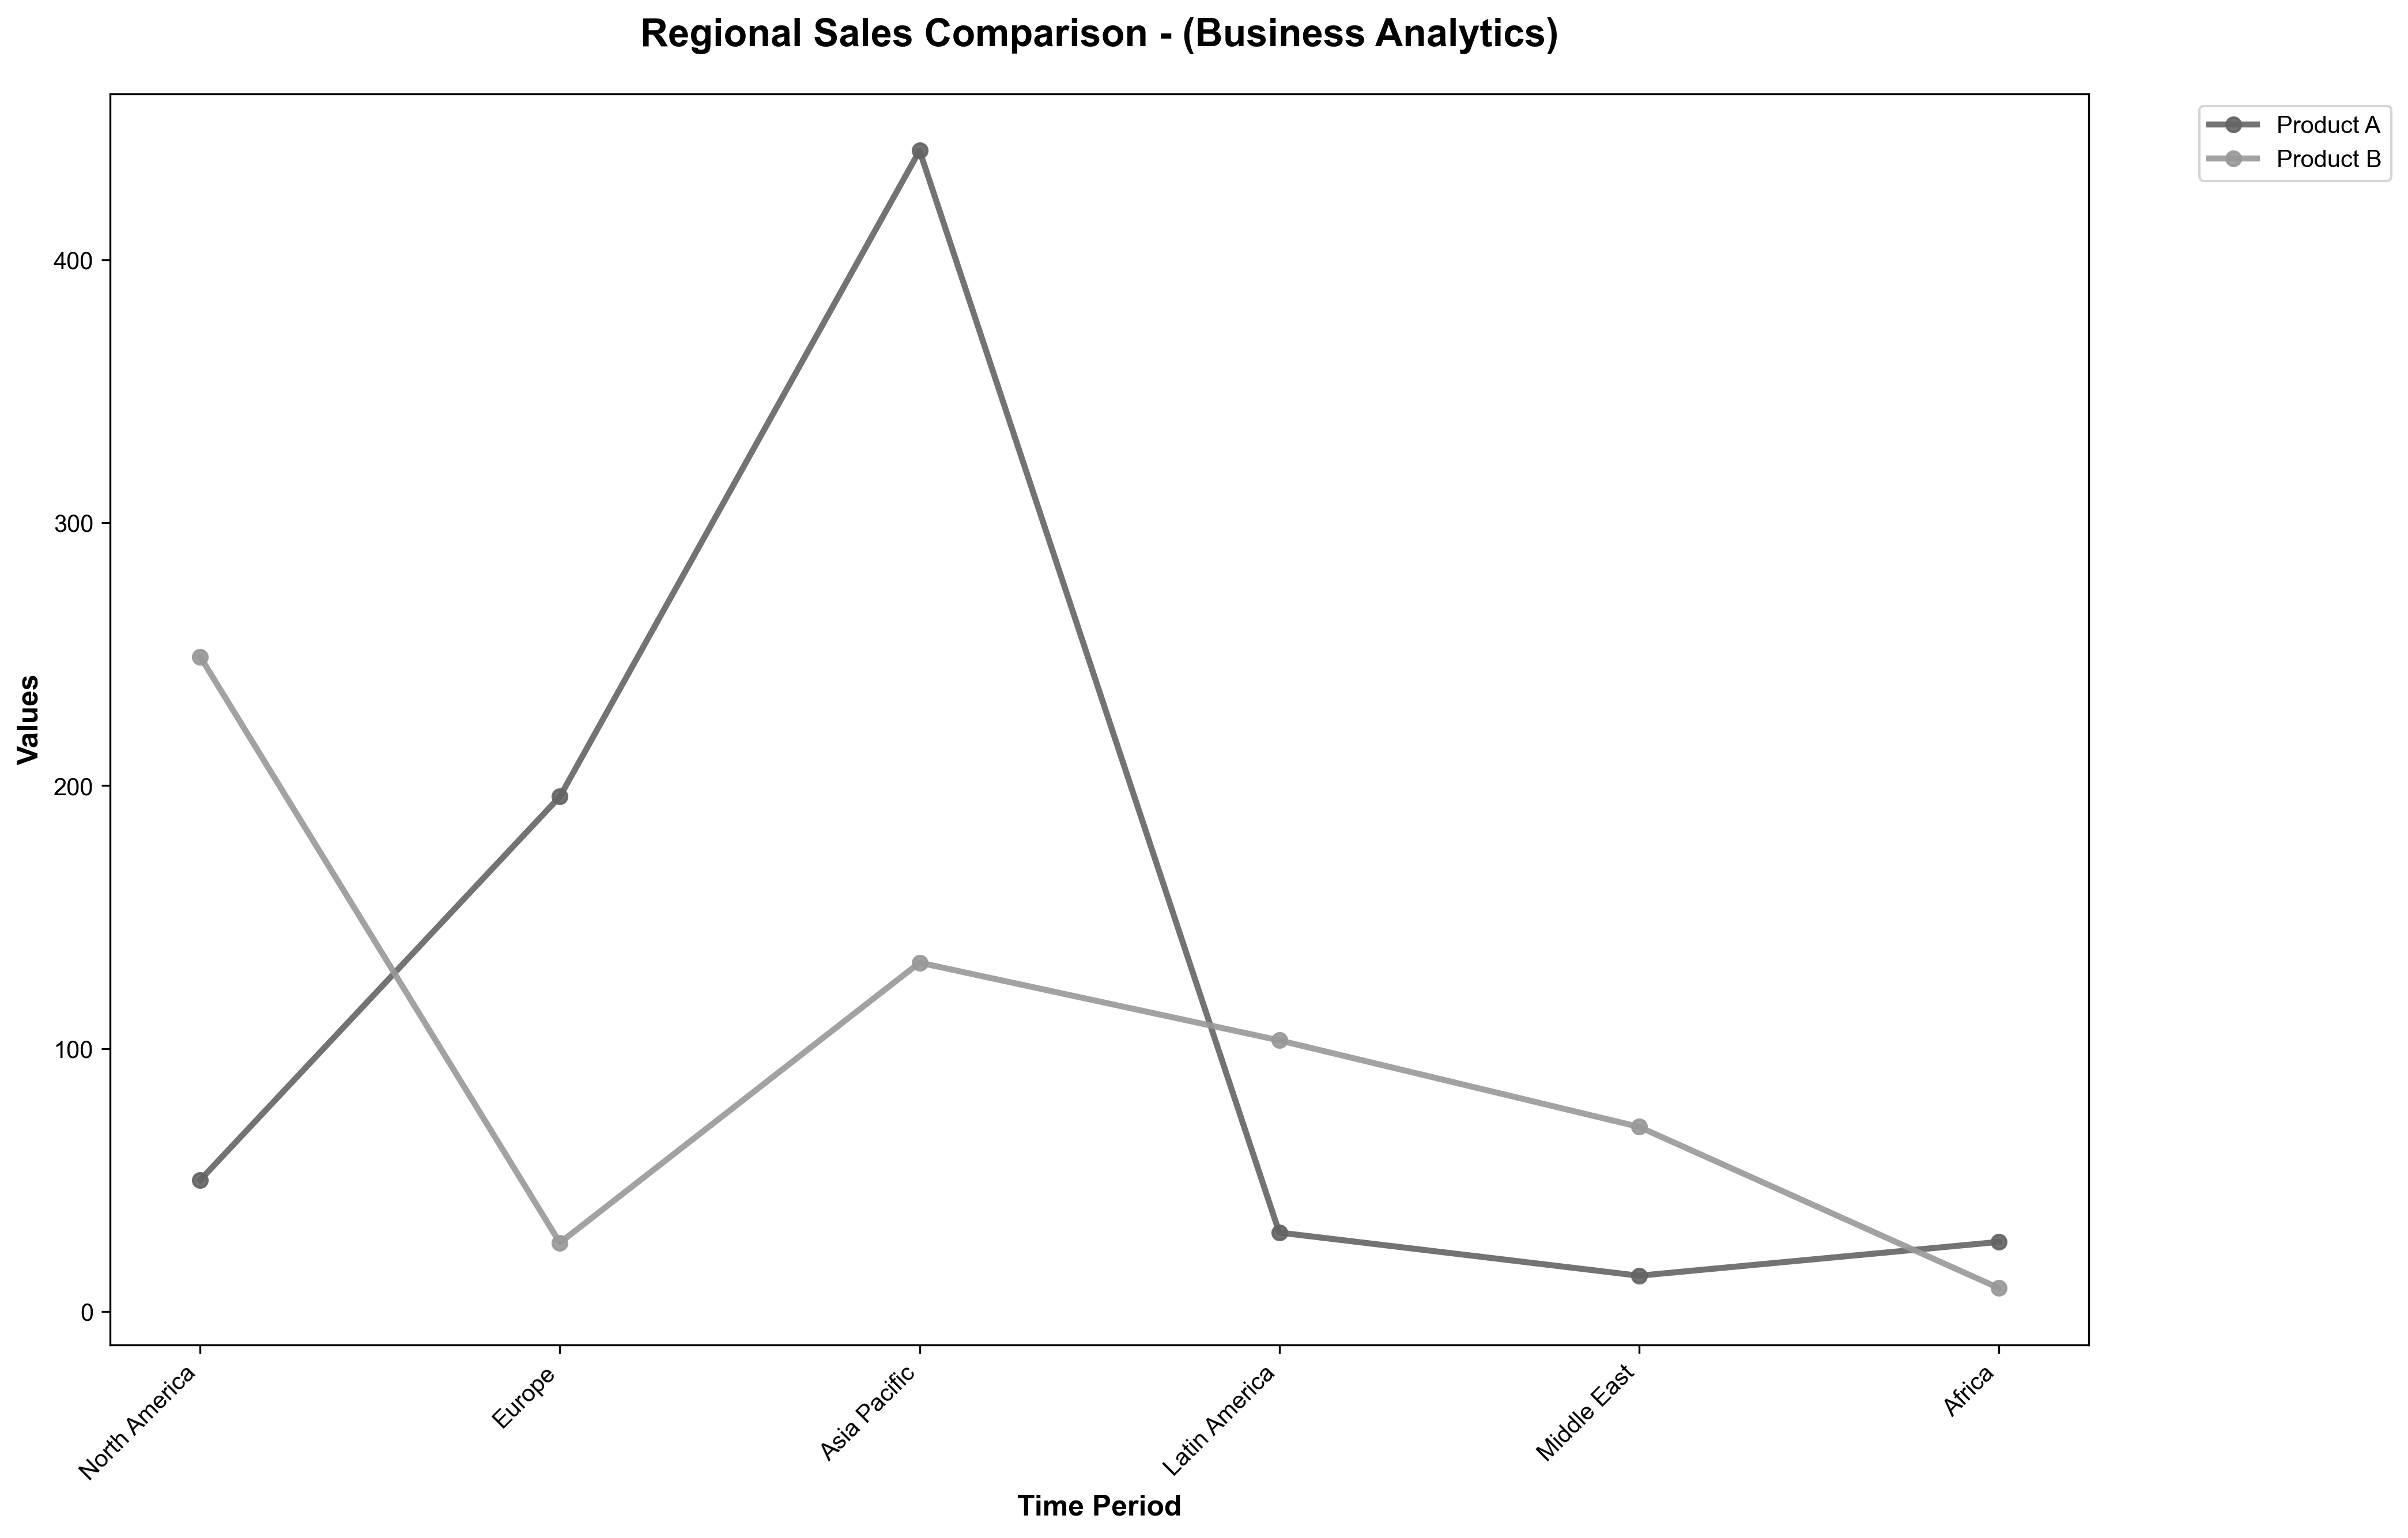 Regional Sales Comparison - (Business Analytics)
Product A
Product B
Values
400
300
200
100
0
North America
Europe
Asia Pacific
Latin America
Middle East
Africa
Time Period